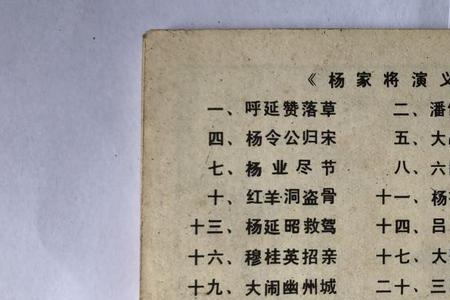 《杨家将演义
一、呼延赞落草 二、潘
四、杨令公归宋 五、大
七、杨业尽节 八、六
十、红羊洞盗骨 十一、杨
十三、杨延昭救驾 十四、吕
十六、穆桂英招亲 十七、大
十九、大闹幽州城 二十、三